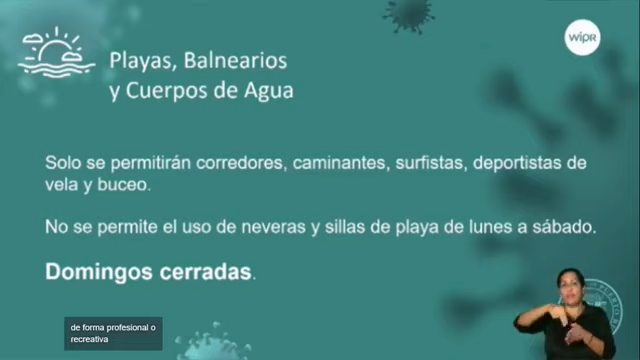 wipr
Playas, Balnearios
y Cuerpos de Agua
Solo se permitirán corredores, caminantes, surfistas, deportistas de
vela y buceo.
No se permite el uso de neveras y sillas de playa de lunes a sábado.
Domingos cerradas.
de forma profesional o
recreativa